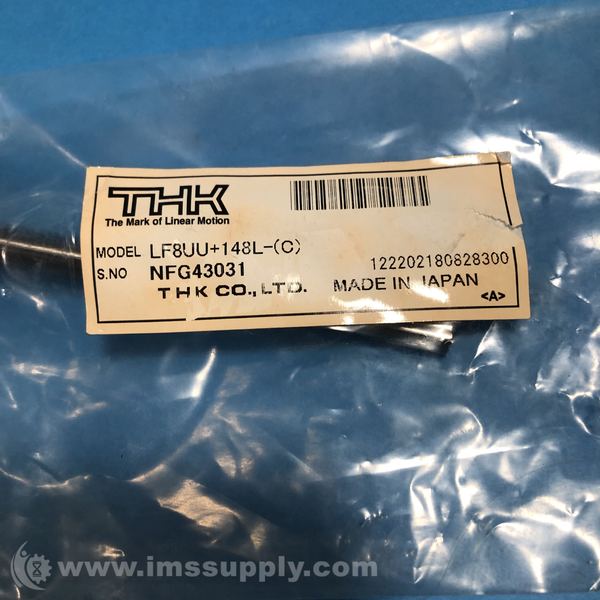 THK
The Mark of Linear Motion
MODEL LF8UU+148L-(C)
S.NO NFG43031
122202180828300
THK CO., LTD. MADE IN JAPAN
<A>
www.imssupply.com